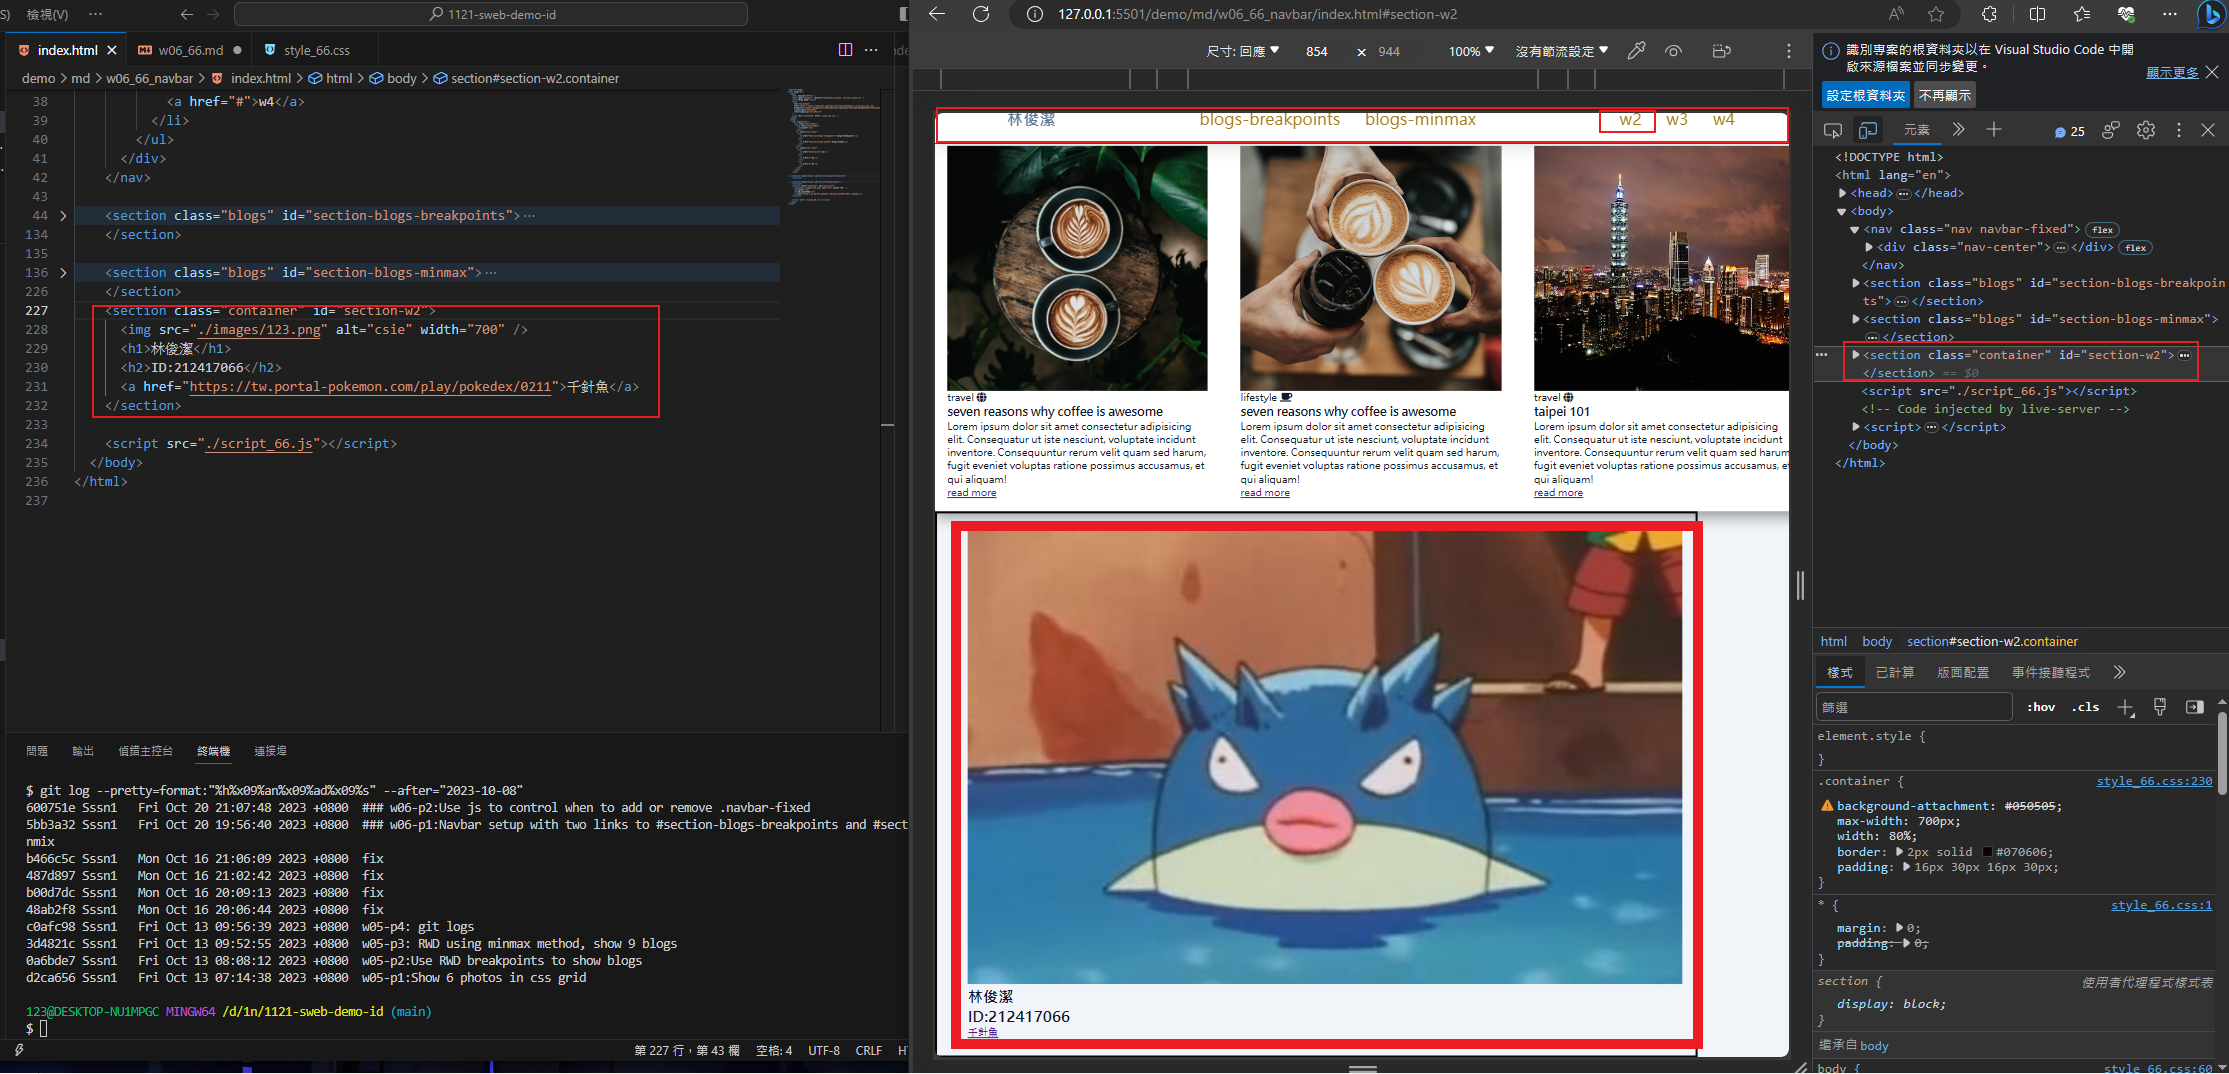 S)
檢視(V)
···
1121-sweb-demo-id
index.html
w06_66.md
style_66.css
···
demo > md > w06_66_navbar > index.html > html > body > section#section-w2.container
38 <a href="#">w4</a>
39 </li>
40 </ul>
41 </div>
42 </nav>
43
44 <section class="blogs" id="section-blogs-breakpoints">···
134 </section>
135
136 <section class="blogs" id="section-blogs-minmax">···
226 </section>
227 <section class="container" id="section-w2">
228 <img src="./images/123.png" alt="csie" width="700" />
229 <h1>林俊潔</h1>
230 <h2>ID:212417066</h2>
231 <a href="https://tw.portal-pokemon.com/play/pokedex/0211">千針魚</a>
232 </section>
233
234 <script src="./script_66.js"></script>
235 </body>
236 </html>
237
問題 輸出 偵錯主控台 終端機 連接埠
$ git log --pretty=format:"%h%x09%an%x09%ad%x09%s" --after="2023-10-08"
600751e Sssn1 Fri Oct 20 21:07:48 2023 +0800 ### w06-p2:Use js to control when to add or remove .navbar-fixed
5bb3a32 Sssn1 Fri Oct 20 19:56:40 2023 +0800 ### w06-p1:Navbar setup with two links to #section-blogs-breakpoints and #sect
nmix
b466c5c Sssn1 Mon Oct 16 21:06:09 2023 +0800 fix
487d897 Sssn1 Mon Oct 16 21:02:42 2023 +0800 fix
b00d7dc Sssn1 Mon Oct 16 20:09:13 2023 +0800 fix
48ab2f8 Sssn1 Mon Oct 16 20:06:44 2023 +0800 fix
c0afc98 Sssn1 Fri Oct 13 09:56:39 2023 +0800 w05-p4: git logs
3d4821c Sssn1 Fri Oct 13 09:52:55 2023 +0800 w05-p3: RWD using minmax method, show 9 blogs
0a6bde7 Sssn1 Fri Oct 13 08:08:12 2023 +0800 w05-p2:Use RWD breakpoints to show blogs
d2ca656 Sssn1 Fri Oct 13 07:14:38 2023 +0800 w05-p1:Show 6 photos in css grid
123@DESKTOP-NU1MPGC MINGW64 /d/1n/1121-sweb-demo-id (main)
$
第 227 行，第 43 欄 空格: 4 UTF-8 CRLF
127.0.0.1:5501/demo/md/w06_66_navbar/index.html#section-w2
尺寸: 回應 854 × 944 100% 沒有節流設定
林俊潔 blogs-breakpoints blogs-minmax w2 w3 w4
travel
seven reasons why coffee is awesome
Lorem ipsum dolor sit amet consectetur adipisicing
elit. Consequatur ut iste nesciunt, voluptate incidunt
inventore. Consequuntur rerum velit quam sed harum,
fugit eveniet voluptas ratione possimus accusamus, et
qui aliquam!
read more
lifestyle
seven reasons why coffee is awesome
Lorem ipsum dolor sit amet consectetur adipisicing
elit. Consequatur ut iste nesciunt, voluptate incidunt
inventore. Consequuntur rerum velit quam sed harum,
fugit eveniet voluptas ratione possimus accusamus, et
qui aliquam!
read more
travel
taipei 101
Lorem ipsum dolor sit amet consectetur adipisicing
elit. Consequatur ut iste nesciunt, voluptate incidunt
inventore. Consequuntur rerum velit quam sed harum,
fugit eveniet voluptas ratione possimus accusamus, et
qui aliquam!
read more
林俊潔
ID:212417066
千針魚
識別專案的根資料夾以在 Visual Studio Code 中開
啟來源檔案並同步變更。
顯示更多
設定根資料夾 不再顯示
元素 25
<!DOCTYPE html>
<html lang="en">
<head>···</head>
<body>
<nav class="nav navbar-fixed"> flex
<div class="nav-center">···</div> flex
</nav>
<section class="blogs" id="section-blogs-breakpoin
ts">···</section>
<section class="blogs" id="section-blogs-minmax">
···</section>
<section class="container" id="section-w2">···
</section> == $0
<script src="./script_66.js"></script>
<!-- Code injected by live-server -->
<script>···</script>
</body>
</html>
html body section#section-w2.container
樣式 已計算 版面配置 事件接聽程式
篩選 :hov .cls
element.style {
}
.container { style_66.css:230
background-attachment: #050505;
max-width: 700px;
width: 80%;
border: 2px solid #070606;
padding: 16px 30px 16px 30px;
}
* { style_66.css:1
margin: 0;
padding: 0;
}
section { 使用者代理程式樣式表
display: block;
}
繼承自 body
body { style_66.css:60